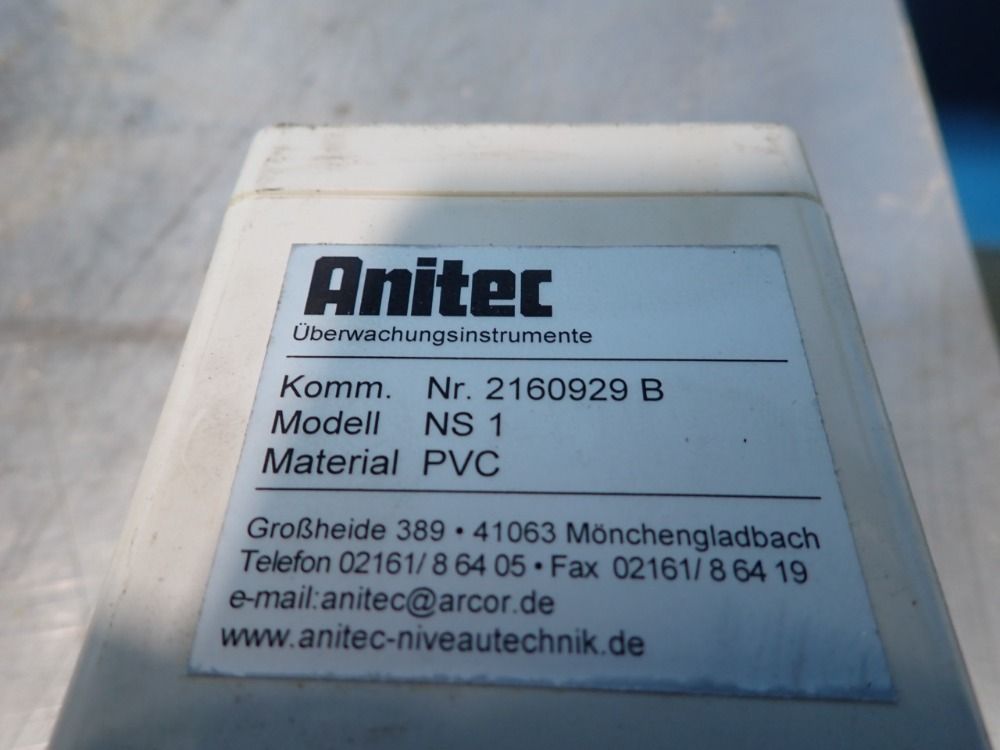 Anitec
Überwachungsinstrumente
Komm. Nr. 2160929 B
Modell NS 1
Material PVC
Großheide 389 • 41063 Mönchengladbach
Telefon 02161/ 8 64 05 • Fax 02161/ 8 64 19
e-mail:anitec@arcor.de
www.anitec-niveautechnik.de